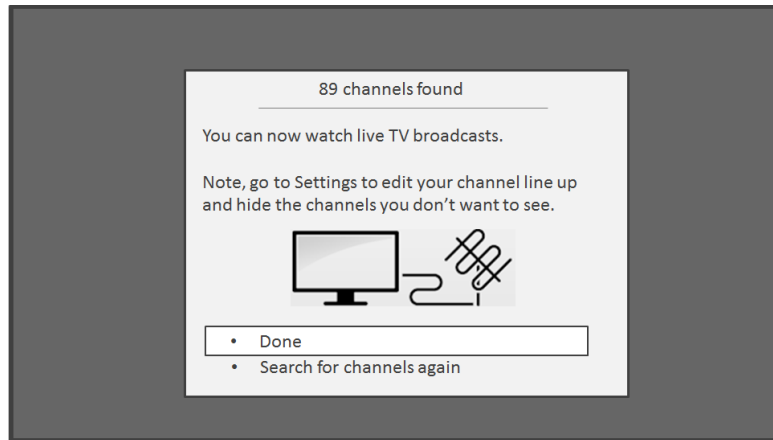 89 channels found
You can now watch live TV broadcasts.
Note, go to Settings to edit your channel line up
and hide the channels you don’t want to see.
• Done
• Search for channels again